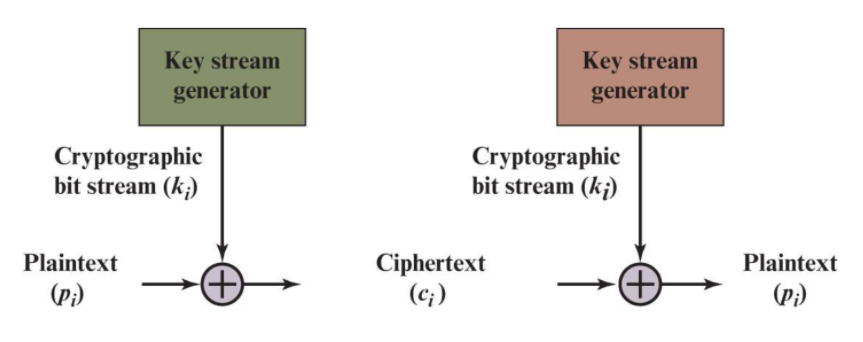 Key stream
generator
Cryptographic
bit stream (ki)
Plaintext
(pi)
Key stream
generator
Cryptographic
bit stream (ki)
Ciphertext
(ci )
Plaintext
(pi)